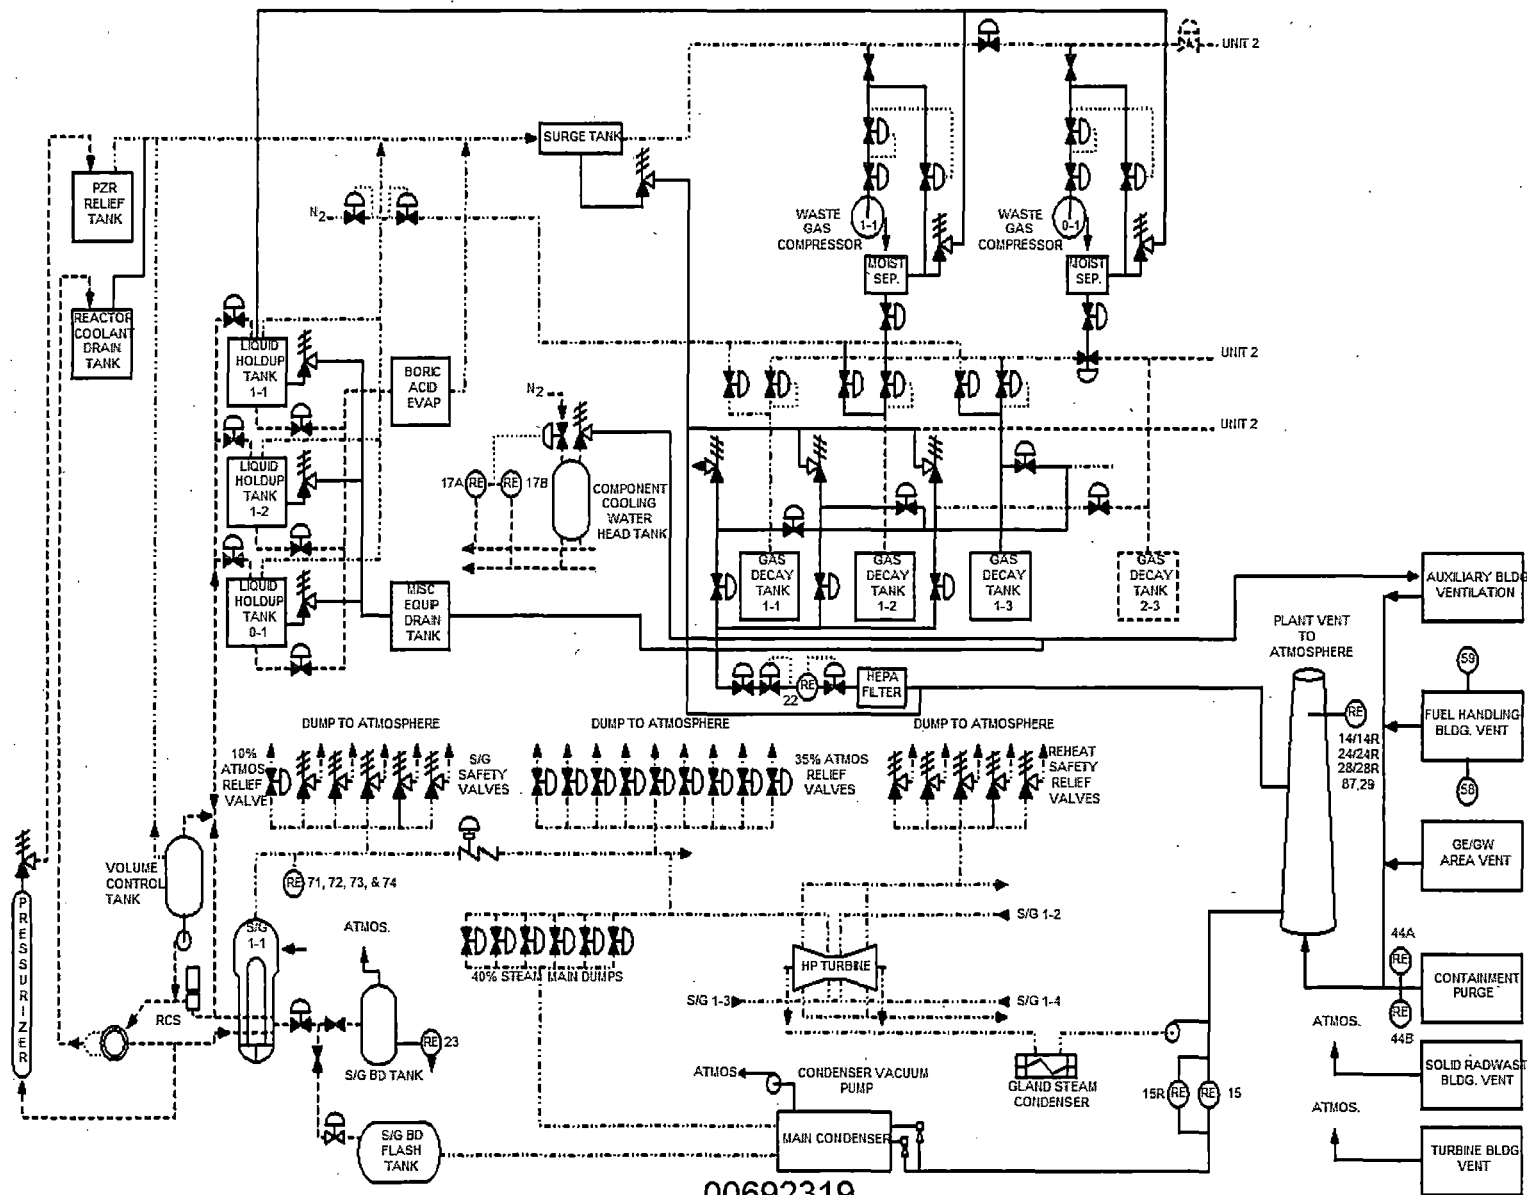 UNIT 2
SURGE TANK
PZR
RELIEF
TANK
N2
WASTE
GAS
COMPRESSOR
1-1
WASTE
GAS
COMPRESSOR
0-1
MOIST
SEP.
MOIST
SEP.
REACTOR
COOLANT
DRAIN
TANK
LIQUID
HOLDUP
TANK
1-1
BORIC
ACID
EVAP
UNIT 2
N2
UNIT 2
LIQUID
HOLDUP
TANK
1-2
17A
RE
RE
17B
COMPONENT
COOLING
WATER
HEAD TANK
LIQUID
HOLDUP
TANK
0-1
MISC
EQUIP
DRAIN
TANK
GAS
DECAY
TANK
1-1
GAS
DECAY
TANK
1-2
GAS
DECAY
TANK
1-3
GAS
DECAY
TANK
2-3
AUXILIARY BLDG
VENTILATION
PLANT VENT
TO
ATMOSPHERE
22
RE
HEPA
FILTER
59
FUEL HANDLING
BLDG. VENT
58
RE
14/14R
24/24R
28/28R
87,29
DUMP TO ATMOSPHERE
DUMP TO ATMOSPHERE
DUMP TO ATMOSPHERE
10%
ATMOS
RELIEF
VALVE
S/G
SAFETY
VALVES
35% ATMOS
RELIEF
VALVES
REHEAT
SAFETY
RELIEF
VALVES
GE/GW
AREA VENT
VOLUME
CONTROL
TANK
RE
71, 72, 73, & 74
PRESSURIZER
S/G
1-1
ATMOS.
40% STEAM MAIN DUMPS
S/G 1-2
HP TURBINE
S/G 1-3
S/G 1-4
44A
RE
CONTAINMENT
PURGE
RE
44B
RCS
RE
23
S/G BD TANK
GLAND STEAM
CONDENSER
ATMOS.
SOLID RADWAST
BLDG. VENT
ATMOS
CONDENSER VACUUM
PUMP
15R
RE
RE
15
ATMOS.
TURBINE BLDG
VENT
S/G BD
FLASH
TANK
MAIN CONDENSER
00692319